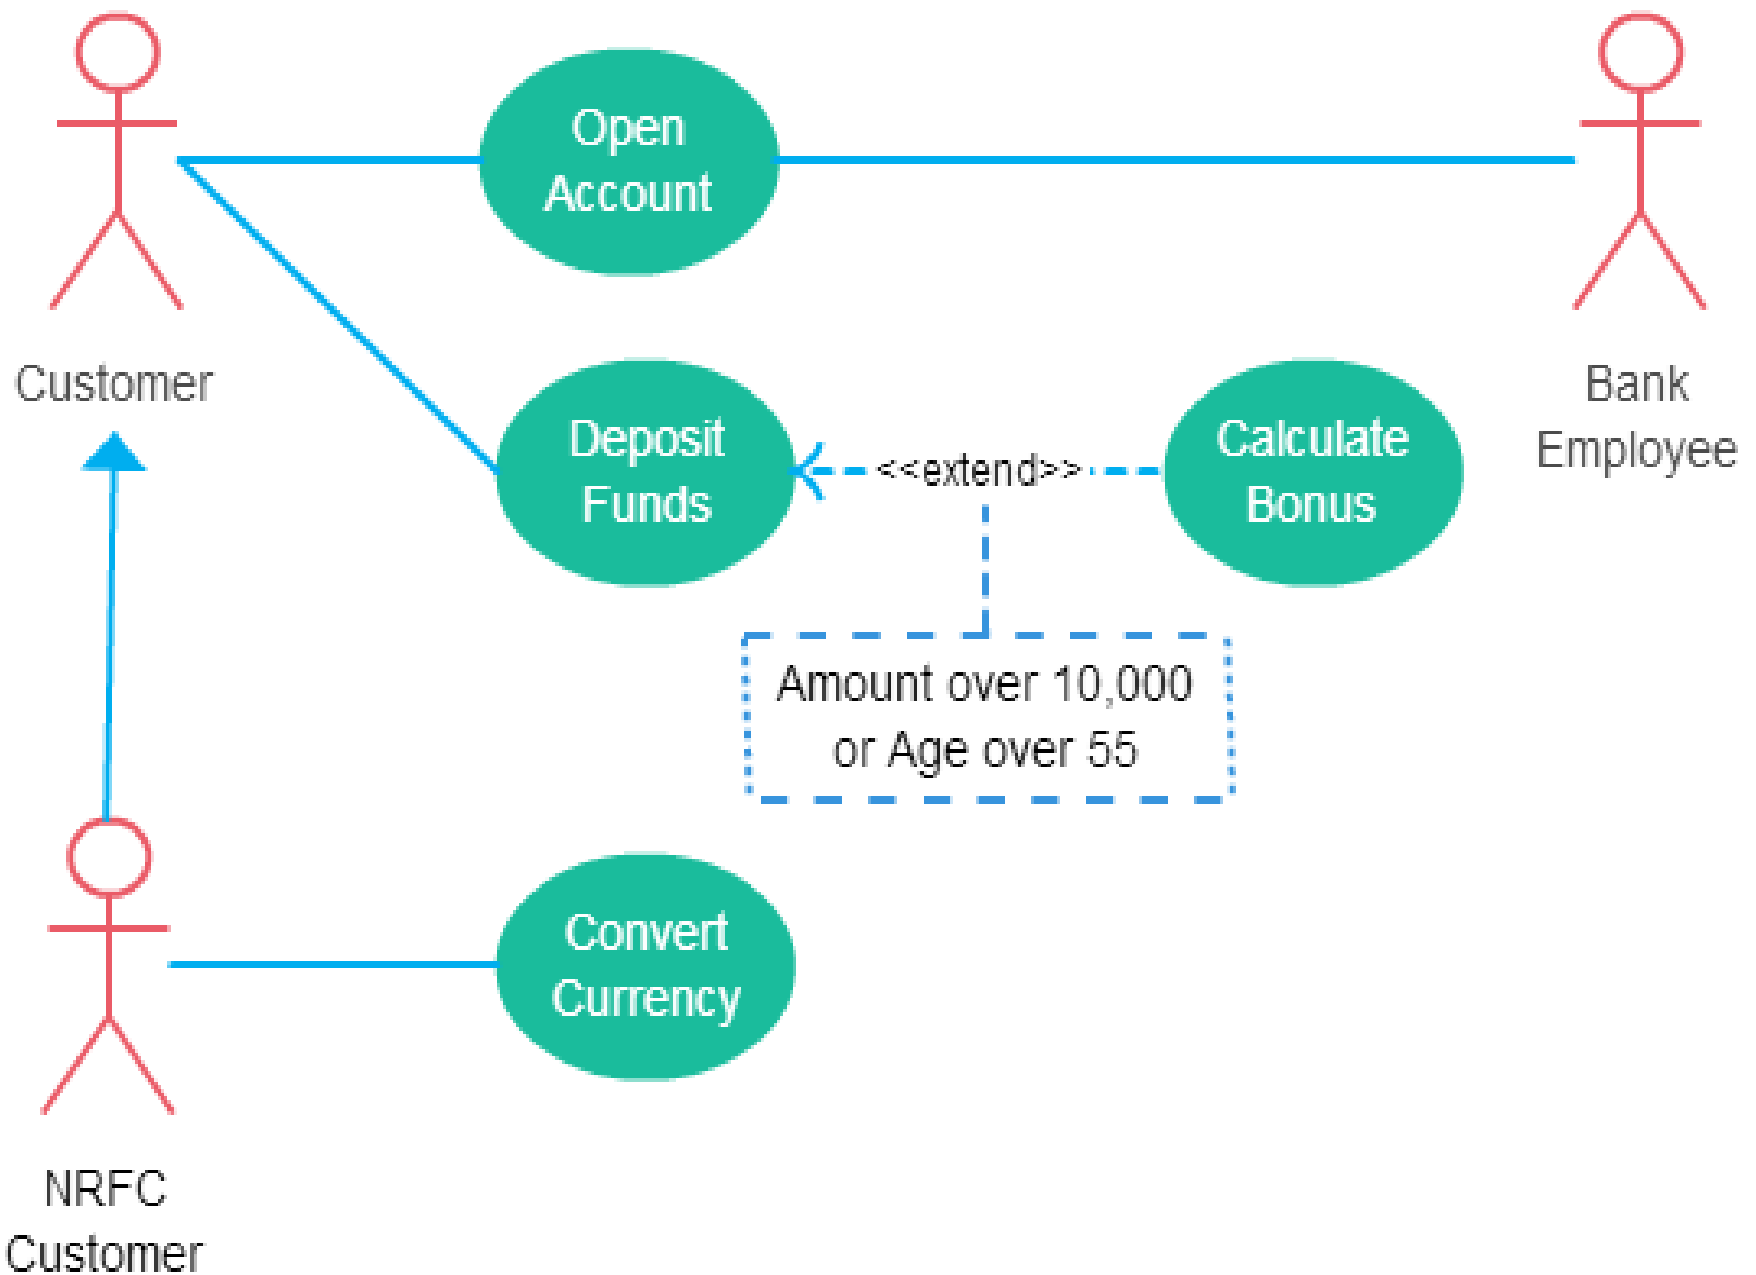 Open
Account
Customer
Bank
Employee
Deposit
Funds
<<extend>>
Calculate
Bonus
Amount over 10,000
or Age over 55
Convert
Currency
NRFC
Customer